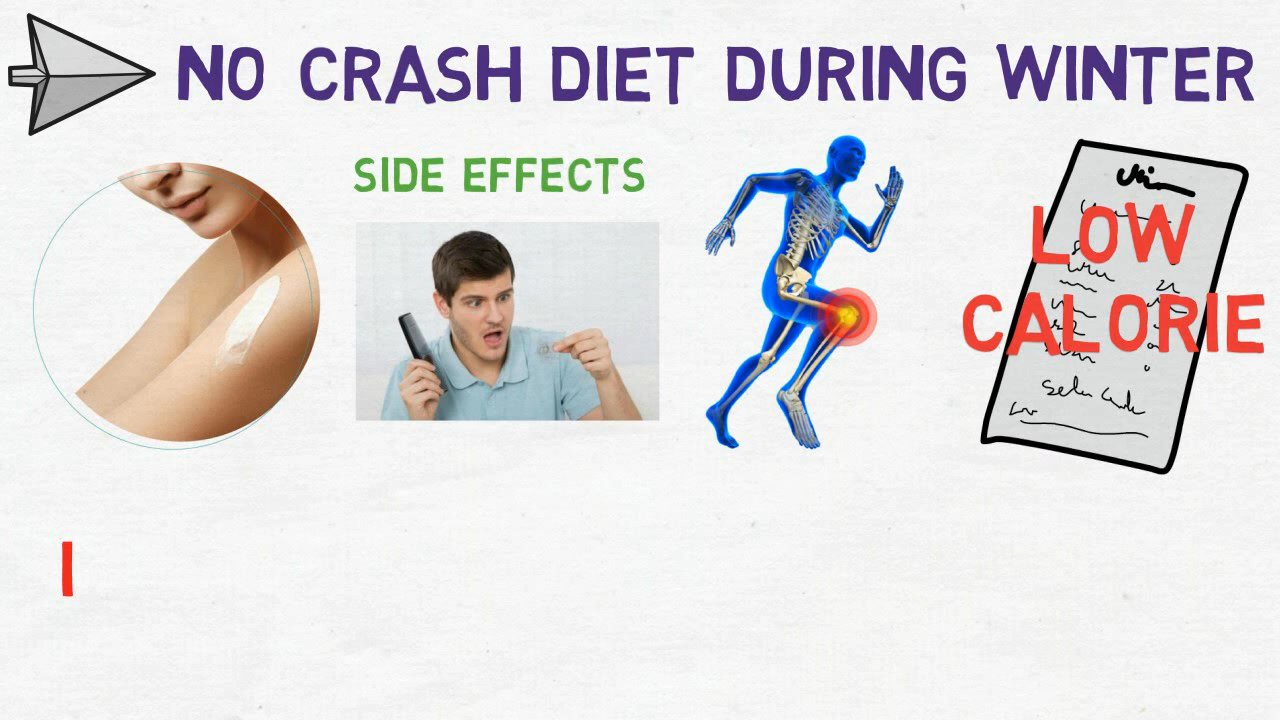 NO CRASH DIET DURING WINTER
SIDE EFFECTS
LOW
CALORIE
I